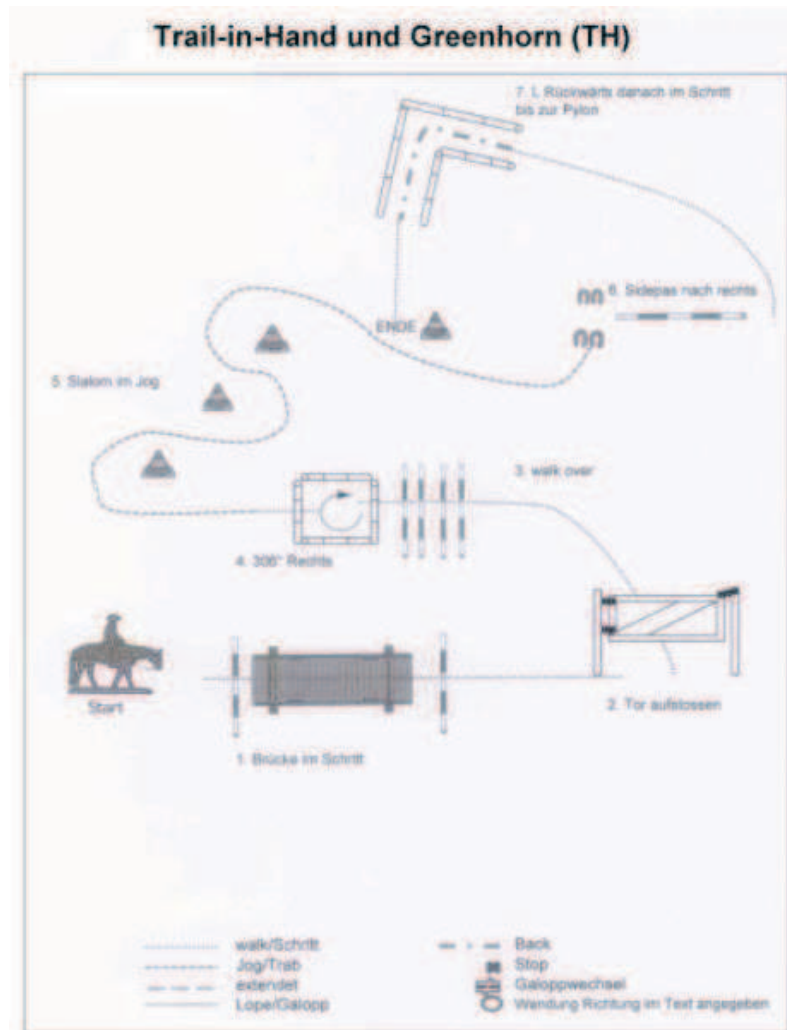 Trail-in-Hand und Greenhorn (TH)
7. L Rückwärts danach im Schritt
bis zur Pylon
6. Sidepas nach rechts
ENDE
5. Slalom im Jog
3. walk over
4. 306° Rechts
Start
2. Tor aufstossen
1. Brücke im Schritt
walk/Schritt
Jog/Trab
extendet
Lope/Galopp
Back
Stop
Galoppwechsel
Wendung Richtung im Text angegeben